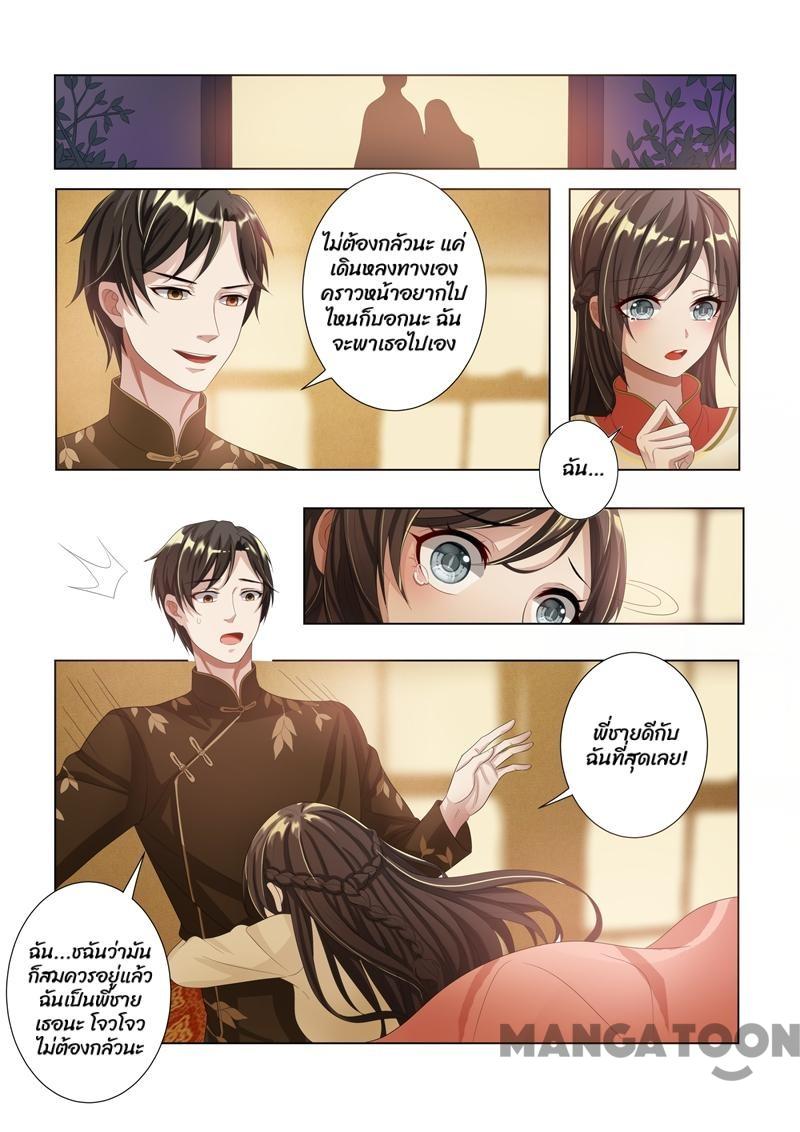 ไม่ต้องกลัวนะ แค่
เดินหลงทางเอง
คราวหน้าอยากไป
ไหนก็บอกนะ ฉัน
จะพาเธอไปเอง
ฉัน...
พี่ชายดีกับ
ฉันที่สุดเลย!
ฉัน...ชฉันว่ามัน
ก็สมควรอยู่แล้ว
ฉันเป็นพี่ชาย
เธอนะ โจวโจว
ไม่ต้องกลัวนะ
MANGATOON